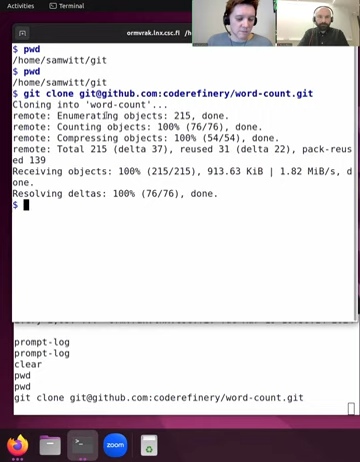 Activities
Terminal
ormvrak.lnx.csc.fi
$ pwd
/home/samwitt/git
$ pwd
/home/samwitt/git
$ git clone git@github.com:coderefinery/word-count.git
Cloning into 'word-count'...
remote: Enumerating objects: 215, done.
remote: Counting objects: 100% (76/76), done.
remote: Compressing objects: 100% (54/54), done.
remote: Total 215 (delta 37), reused 31 (delta 22), pack-reus
ed 139
Receiving objects: 100% (215/215), 913.63 KiB | 1.82 MiB/s, d
one.
Resolving deltas: 100% (76/76), done.
$
prompt-log
prompt-log
clear
pwd
pwd
git clone git@github.com:coderefinery/word-count.git
zoom